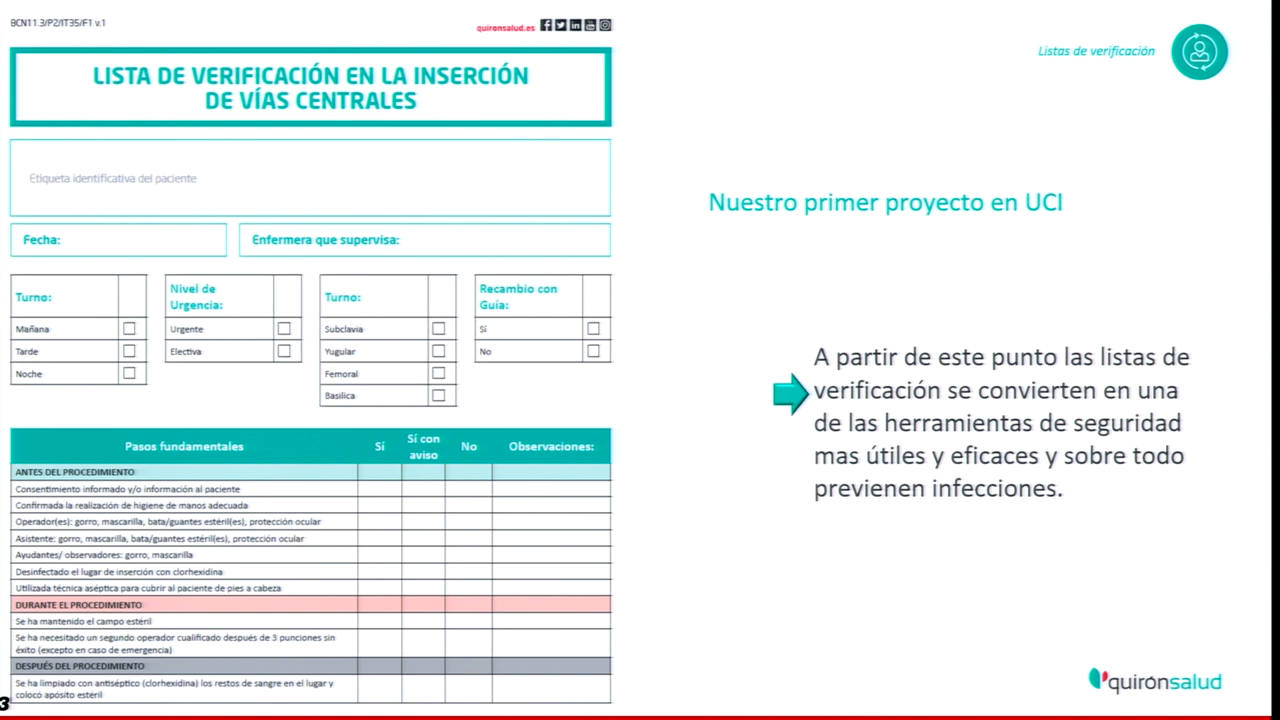 BCN11.3/P2/IT35/F1 v.1
quironsalud.es
LISTA DE VERIFICACIÓN EN LA INSERCIÓN
DE VÍAS CENTRALES
Etiqueta identificativa del paciente
Fecha:
Enfermera que supervisa:
Turno:
Mañana
Tarde
Noche
Nivel de
Urgencia:
Urgente
Electiva
Turno:
Subclavia
Yugular
Femoral
Basilica
Recambio con
Guía:
Sí
No
Pasos fundamentales Sí Sí con aviso No Observaciones:
ANTES DEL PROCEDIMIENTO
Consentimiento informado y/o información al paciente
Confirmada la realización de higiene de manos adecuada
Operador(es): gorro, mascarilla, bata/guantes estéril(es), protección ocular
Asistente: gorro, mascarilla, bata/guantes estéril(es), protección ocular
Ayudantes/ observadores: gorro, mascarilla
Desinfectado el lugar de inserción con clorhexidina
Utilizada técnica aséptica para cubrir al paciente de pies a cabeza
DURANTE EL PROCEDIMIENTO
Se ha mantenido el campo estéril
Se ha necesitado un segundo operador cualificado después de 3 punciones sin
éxito (excepto en caso de emergencia)
DESPUÉS DEL PROCEDIMIENTO
Se ha limpiado con antiséptico (clorhexidina) los restos de sangre en el lugar y
colocó apósito estéril
3
Listas de verificación
Nuestro primer proyecto en UCI
A partir de este punto las listas de
verificación se convierten en una
de las herramientas de seguridad
mas útiles y eficaces y sobre todo
previenen infecciones.
quirónsalud